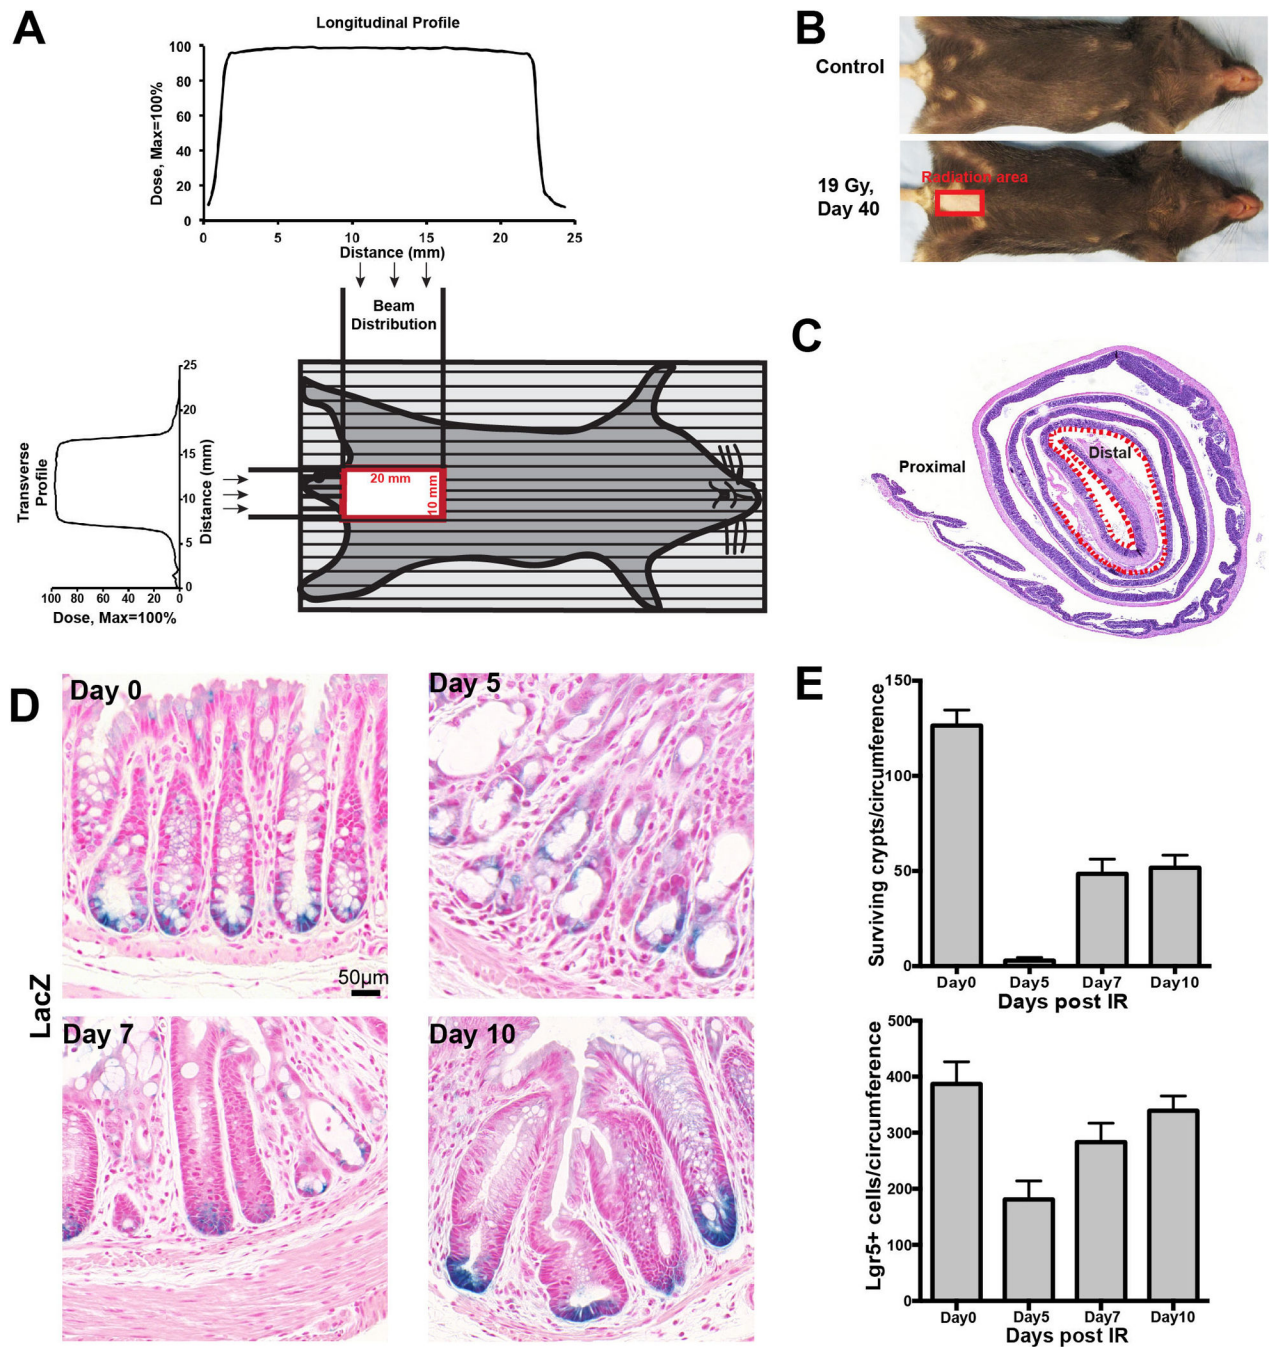 A
Longitudinal Profile
Dose, Max=100%
100
80
60
40
20
0
0 5 10 15 20 25
Distance (mm)
Beam
Distribution
Transverse
Profile
25
20
15
10
5
0
Distance (mm)
100 80 60 40 20 0
Dose, Max=100%
20 mm
10 mm
B
Control
19 Gy,
Day 40
Radiation area
C
Proximal
Distal
D
LacZ
Day 0
50µm
Day 5
Day 7
Day 10
E
Surviving crypts/circumference
150
100
50
0
Day0 Day5 Day7 Day10
Days post IR
Lgr5+ cells/circumference
500
400
300
200
100
0
Day0 Day5 Day7 Day10
Days post IR